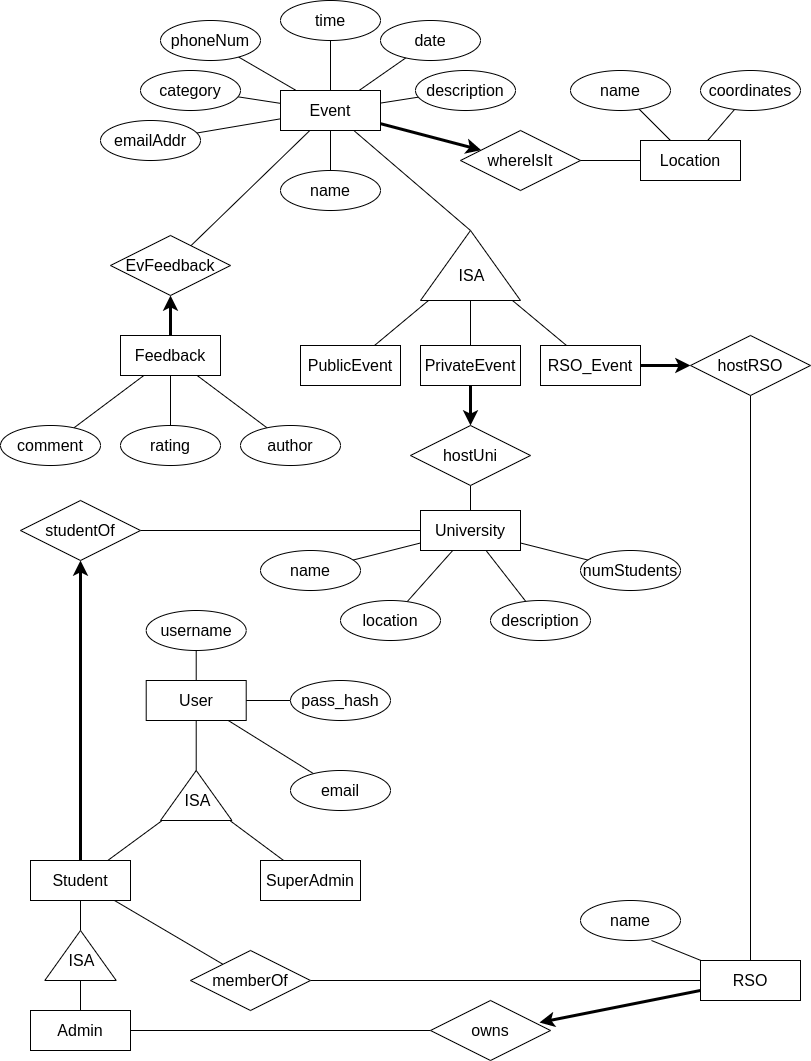 time
phoneNum
date
category
description
name
coordinates
Event
emailAddr
whereIsIt
Location
name
EvFeedback
ISA
Feedback
PublicEvent
PrivateEvent
RSO_Event
hostRSO
comment
rating
author
hostUni
studentOf
University
name
numStudents
location
description
username
User
pass_hash
email
ISA
Student
SuperAdmin
name
ISA
memberOf
RSO
Admin
owns